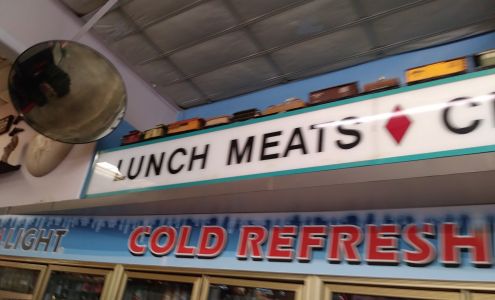 LUNCH MEATS ♦ C
LIGHT COLD REFRESH